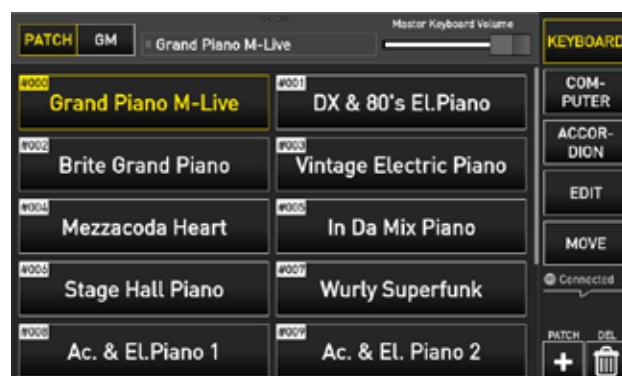 Master Keyboard Volume
PATCH GM Grand Piano M-Live
KEYBOARD
#000 #001
Grand Piano M-Live DX & 80's El.Piano
COM-
PUTER
#002 #003
Brite Grand Piano Vintage Electric Piano
ACCOR-
DION
#004 #005
Mezzacoda Heart In Da Mix Piano
EDIT
MOVE
#006 #007
Stage Hall Piano Wurly Superfunk
Connected
#008 #009
Ac. & El.Piano 1 Ac. & El. Piano 2
PATCH DEL
+